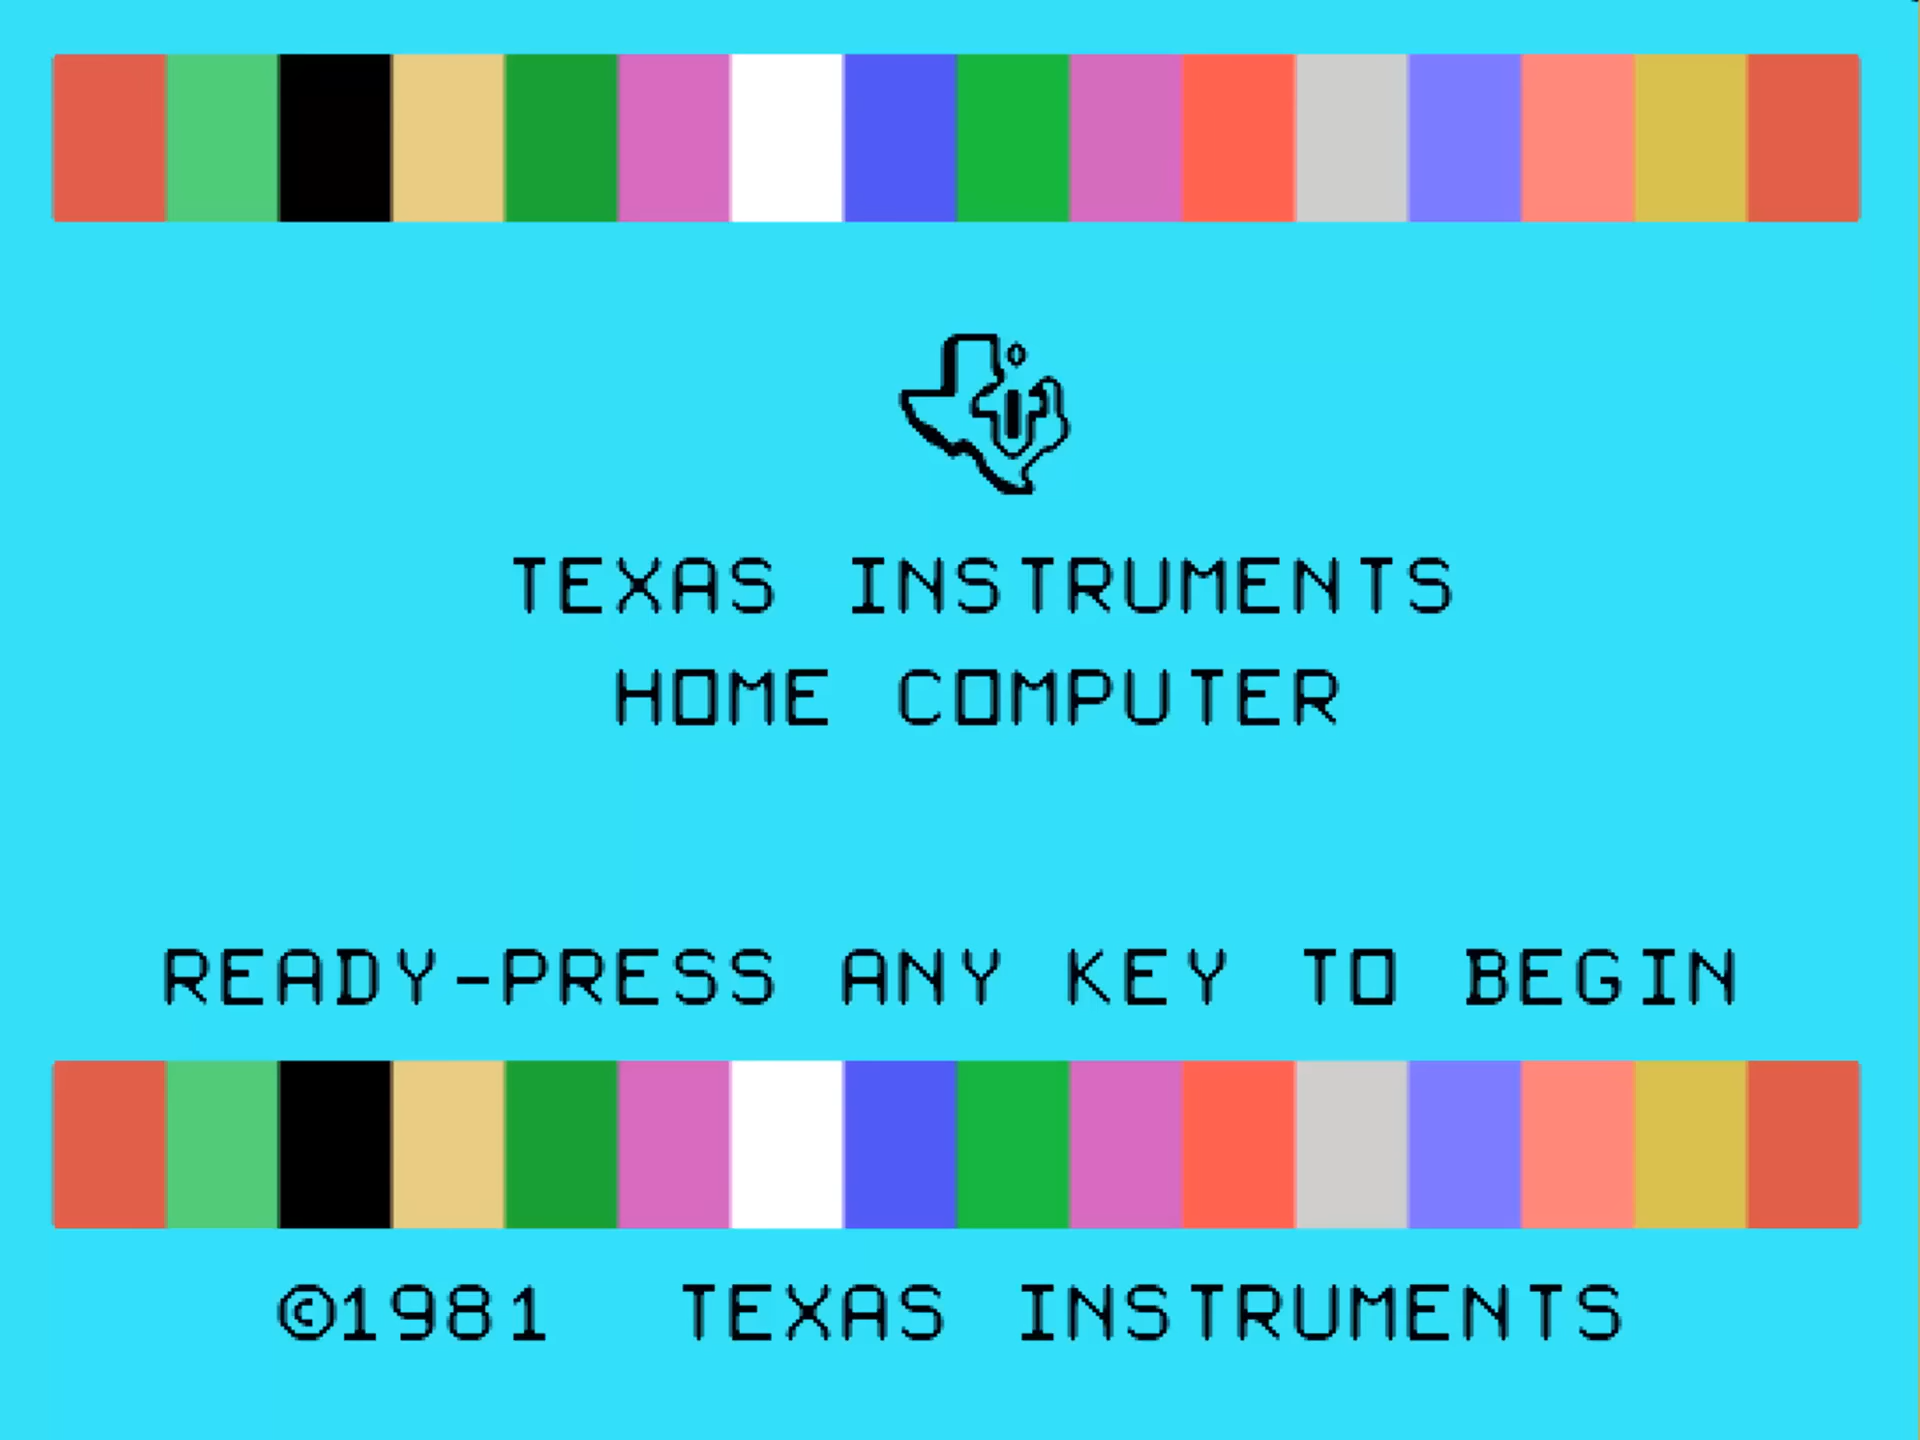 TEXAS INSTRUMENTS
HOME COMPUTER
READY-PRESS ANY KEY TO BEGIN
©1981  TEXAS INSTRUMENTS